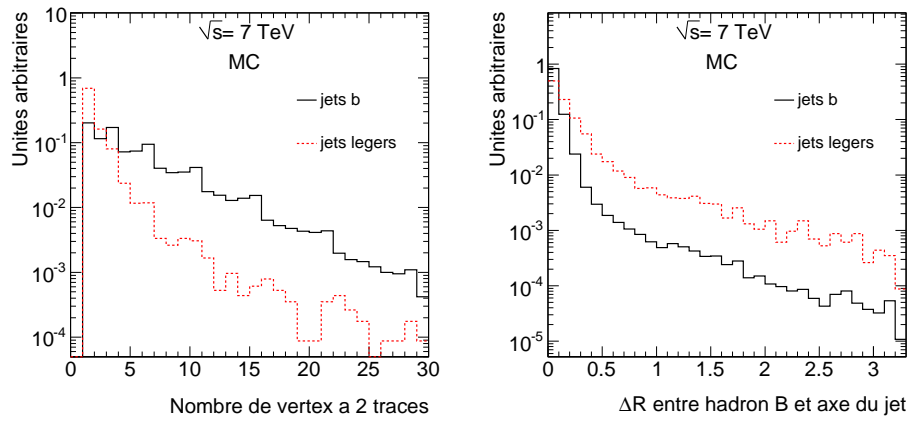 Unites arbitraires
10
1
10^-1
10^-2
10^-3
10^-4
√s= 7 TeV
MC
jets b
jets legers
0 5 10 15 20 25 30
Nombre de vertex a 2 traces
Unites arbitraires
1
10^-1
10^-2
10^-3
10^-4
10^-5
√s= 7 TeV
MC
jets b
jets legers
0 0.5 1 1.5 2 2.5 3
ΔR entre hadron B et axe du jet